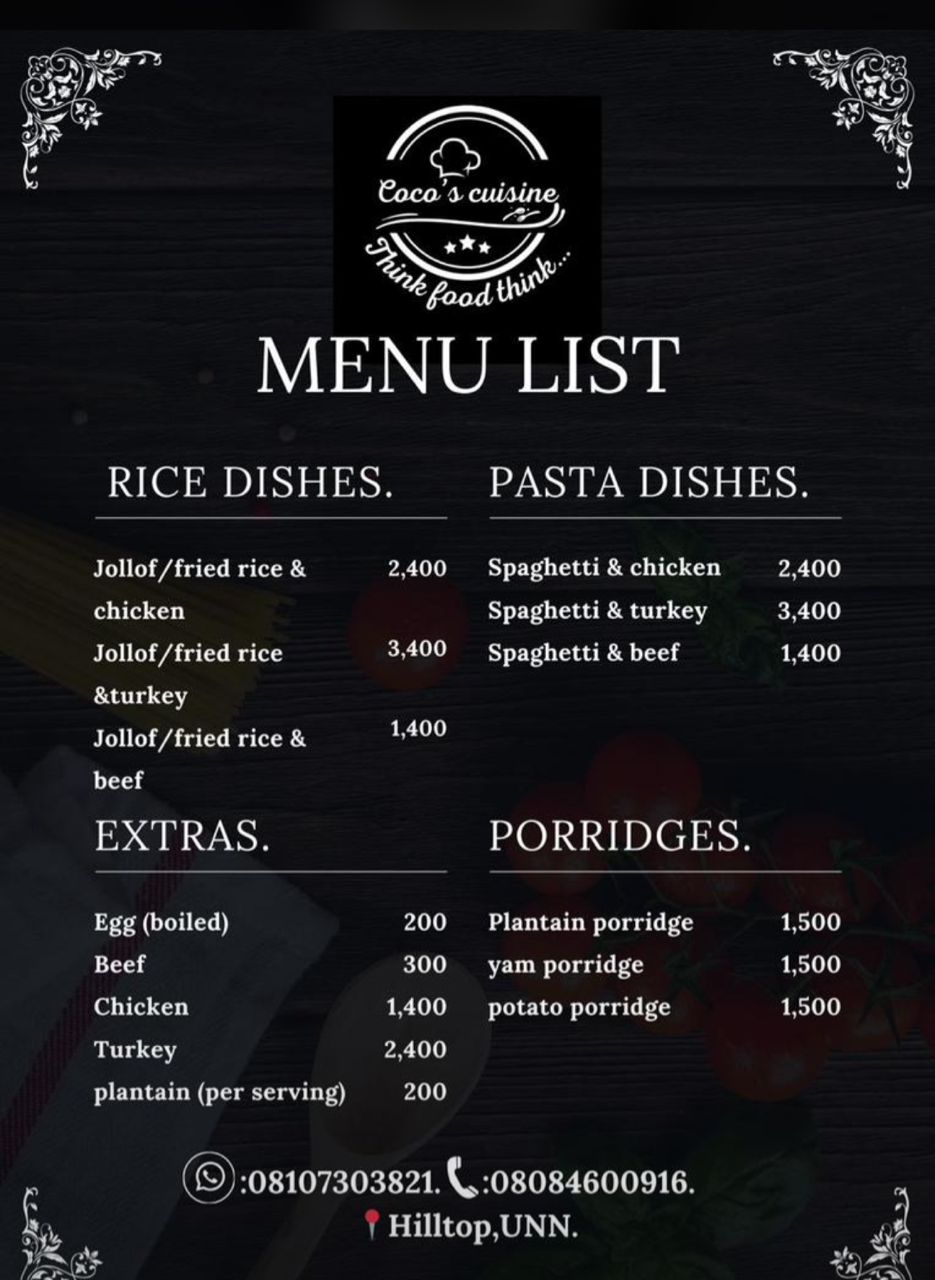 Coco's cuisine
Think food think...
MENU LIST
RICE DISHES.
Jollof/fried rice & 2,400
chicken
Jollof/fried rice 3,400
&turkey
Jollof/fried rice & 1,400
beef
PASTA DISHES.
Spaghetti & chicken 2,400
Spaghetti & turkey 3,400
Spaghetti & beef 1,400
EXTRAS.
Egg (boiled) 200
Beef 300
Chicken 1,400
Turkey 2,400
plantain (per serving) 200
PORRIDGES.
Plantain porridge 1,500
yam porridge 1,500
potato porridge 1,500
:08107303821. :08084600916.
Hilltop,UNN.